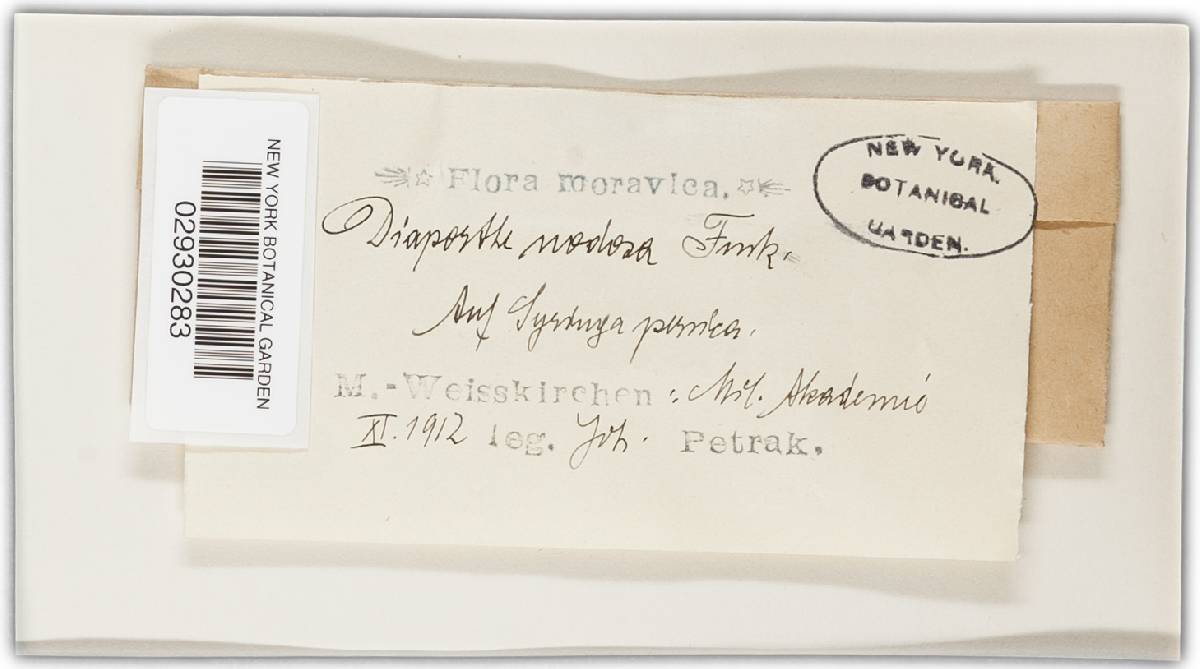 NEW YORK BOTANICAL GARDEN
02930283
Flora moravica.
NEW YORK.
BOTANICAL
GARDEN.
Diaporthe nodosa Fuck.
Auf Syringa persica.
M.-Weisskirchen: Mil. Akademie
XI. 1912 leg. Joh. Petrak.